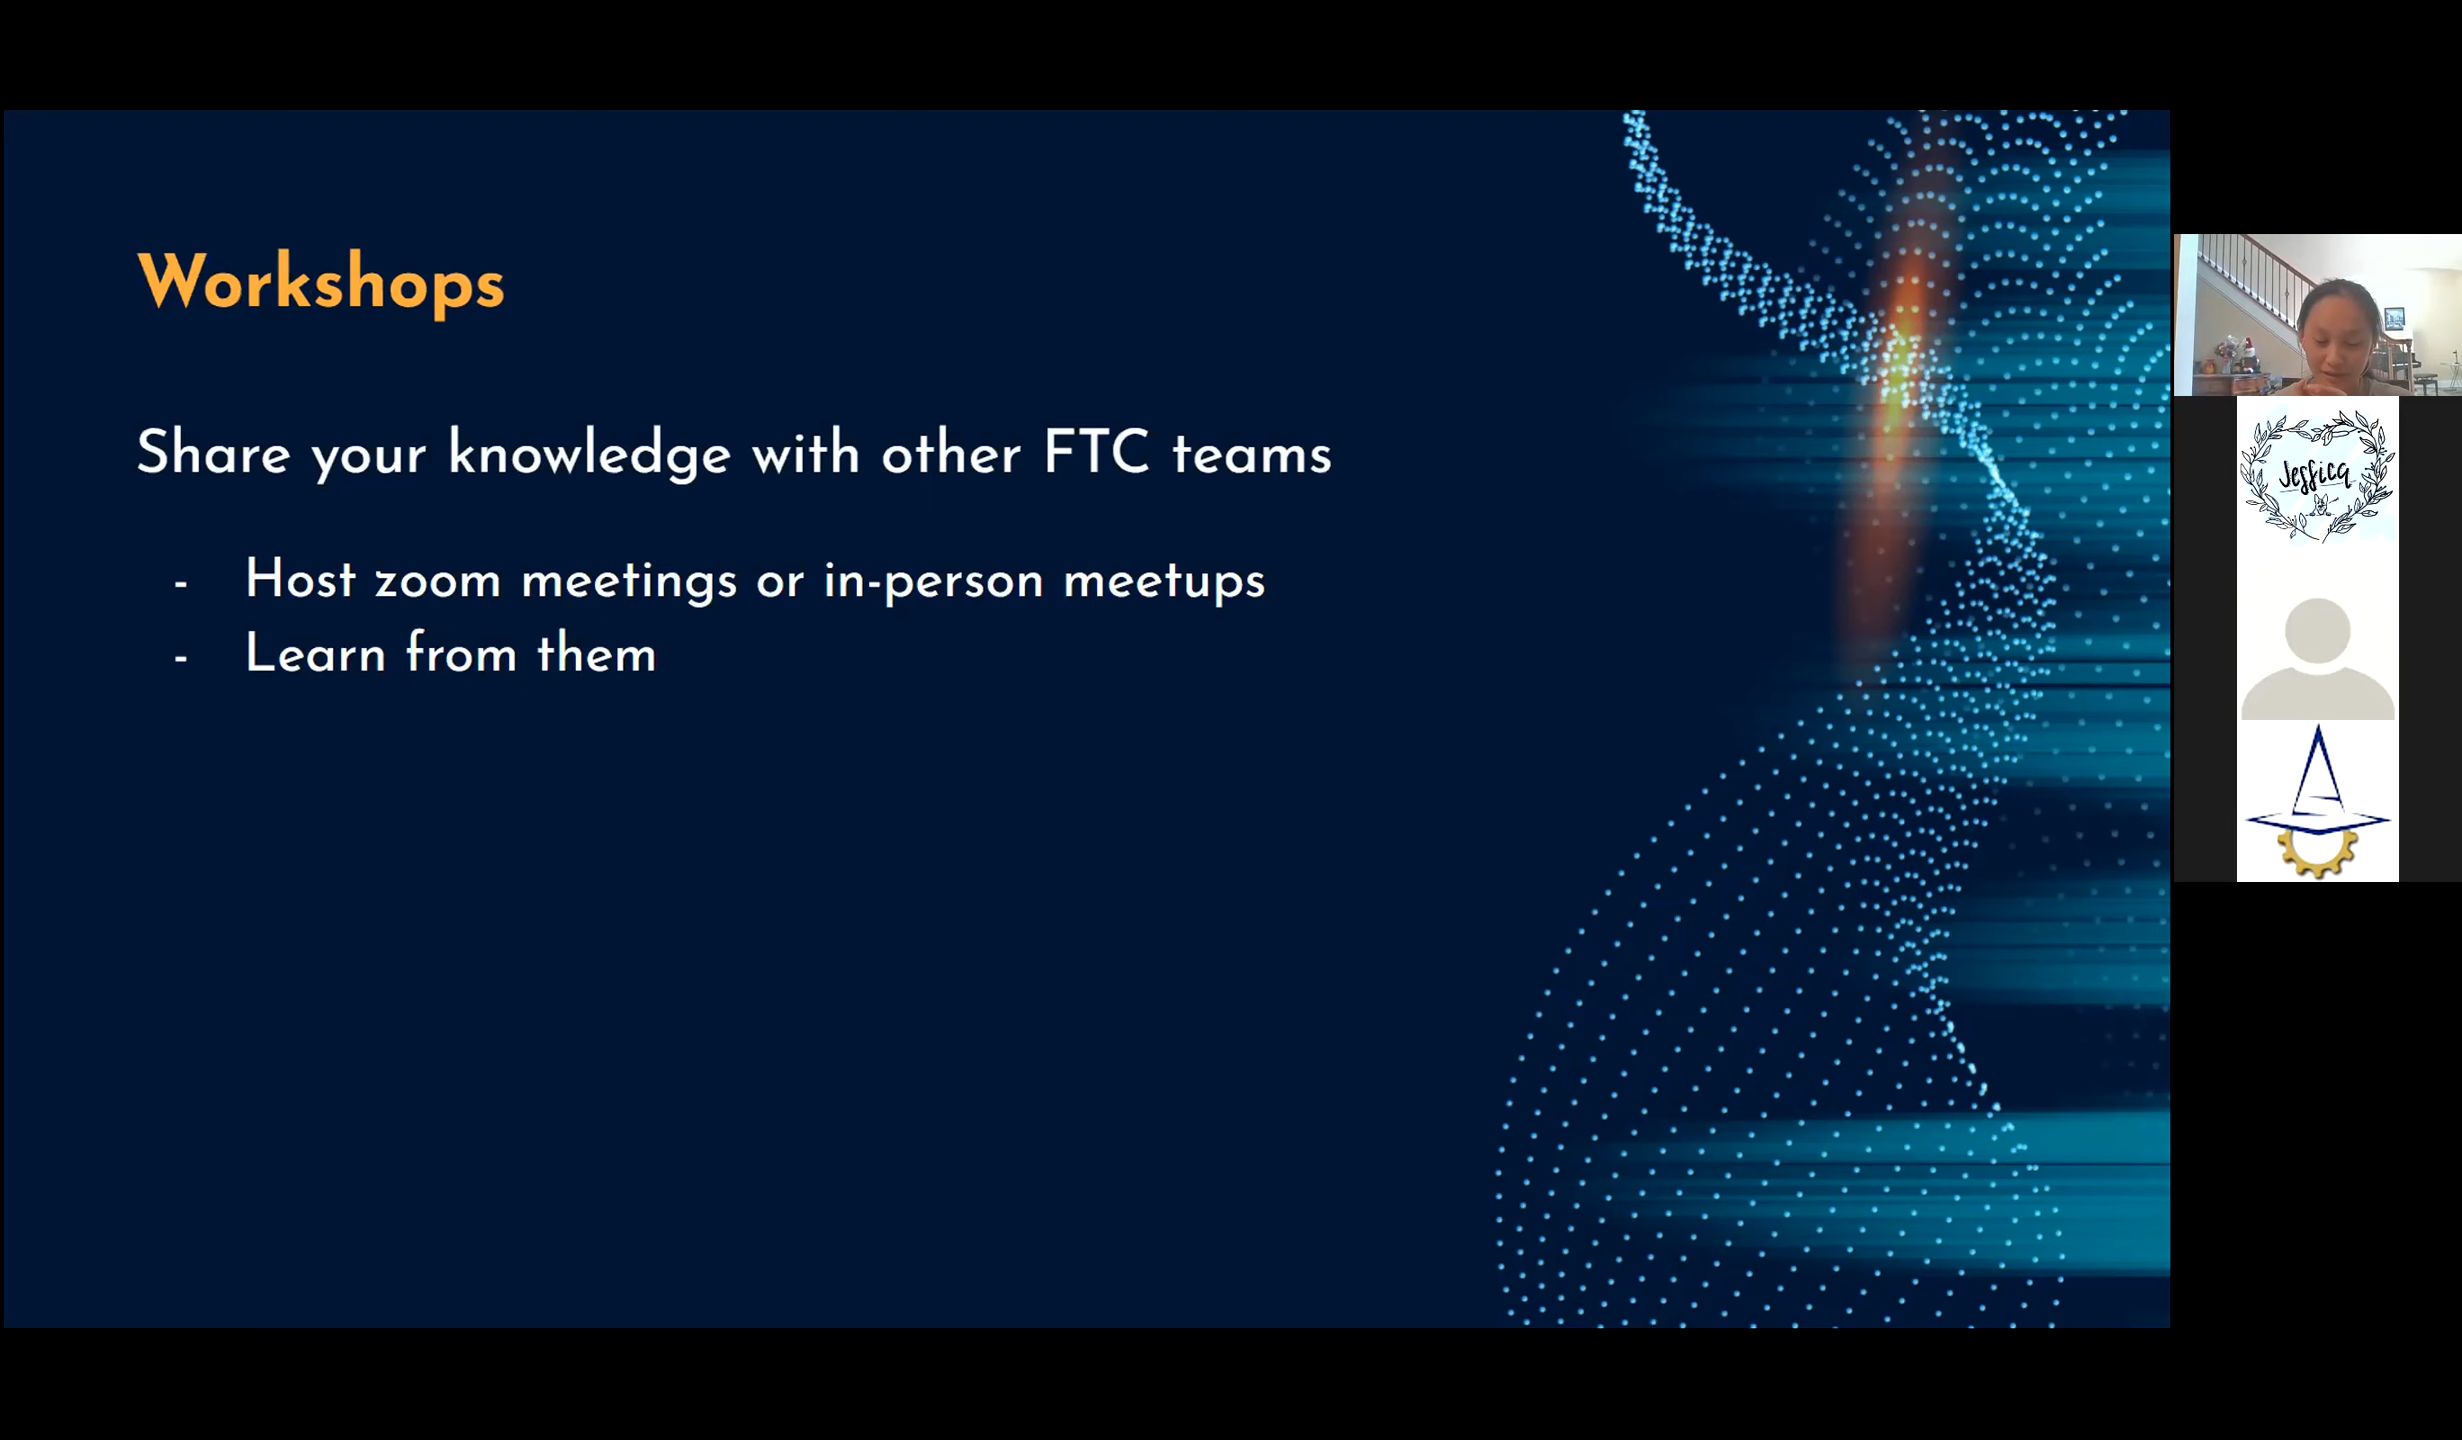 Workshops
Share your knowledge with other FTC teams
- Host zoom meetings or in-person meetups
- Learn from them
Jessica